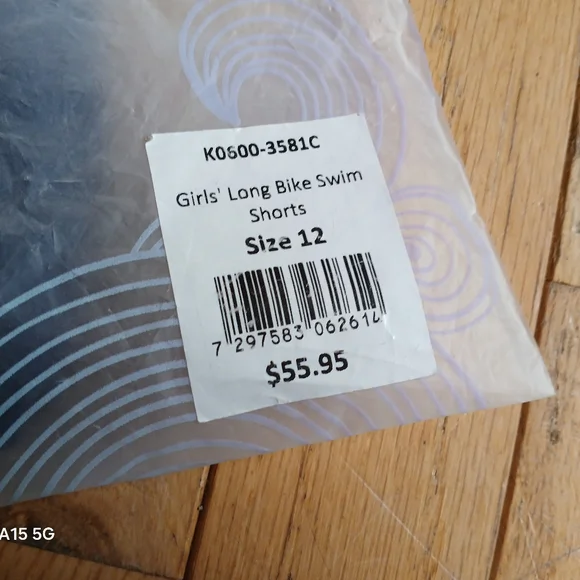 K0600-3581C
Girls' Long Bike Swim
Shorts
Size 12
7 297583 062614
$55.95
A15 5G